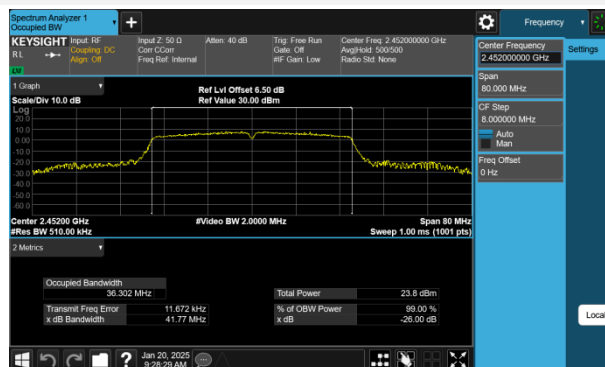 Spectrum Analyzer 1
Occupied BW
Frequency
KEYSIGHT
RL
LM
Input: RF
Coupling: DC
Align: Off
Input Z: 50 Ω
Corr CCorr
Freq Ref: Internal
Atten: 40 dB
Trig: Free Run
Gate: Off
#IF Gain: Low
Center Freq: 2.452000000 GHz
Avg|Hold: 500/500
Radio Std: None
Center Frequency
2.452000000 GHz
Settings
Span
80.000 MHz
CF Step
8.000000 MHz
Auto
Man
Freq Offset
0 Hz
Local
1 Graph
Scale/Div 10.0 dB
Ref Lvl Offset 6.50 dB
Ref Value 30.00 dBm
Log
20.0
10.0
0.00
-10.0
-20.0
-30.0
-40.0
-50.0
-60.0
Center 2.45200 GHz
#Res BW 510.00 kHz
#Video BW 2.0000 MHz
Span 80 MHz
Sweep 1.00 ms (1001 pts)
2 Metrics
Occupied Bandwidth
36.302 MHz
Total Power 23.8 dBm
Transmit Freq Error 11.672 kHz
% of OBW Power 99.00 %
x dB Bandwidth 41.77 MHz
x dB -26.00 dB
?
Jan 20, 2025
9:28:29 AM